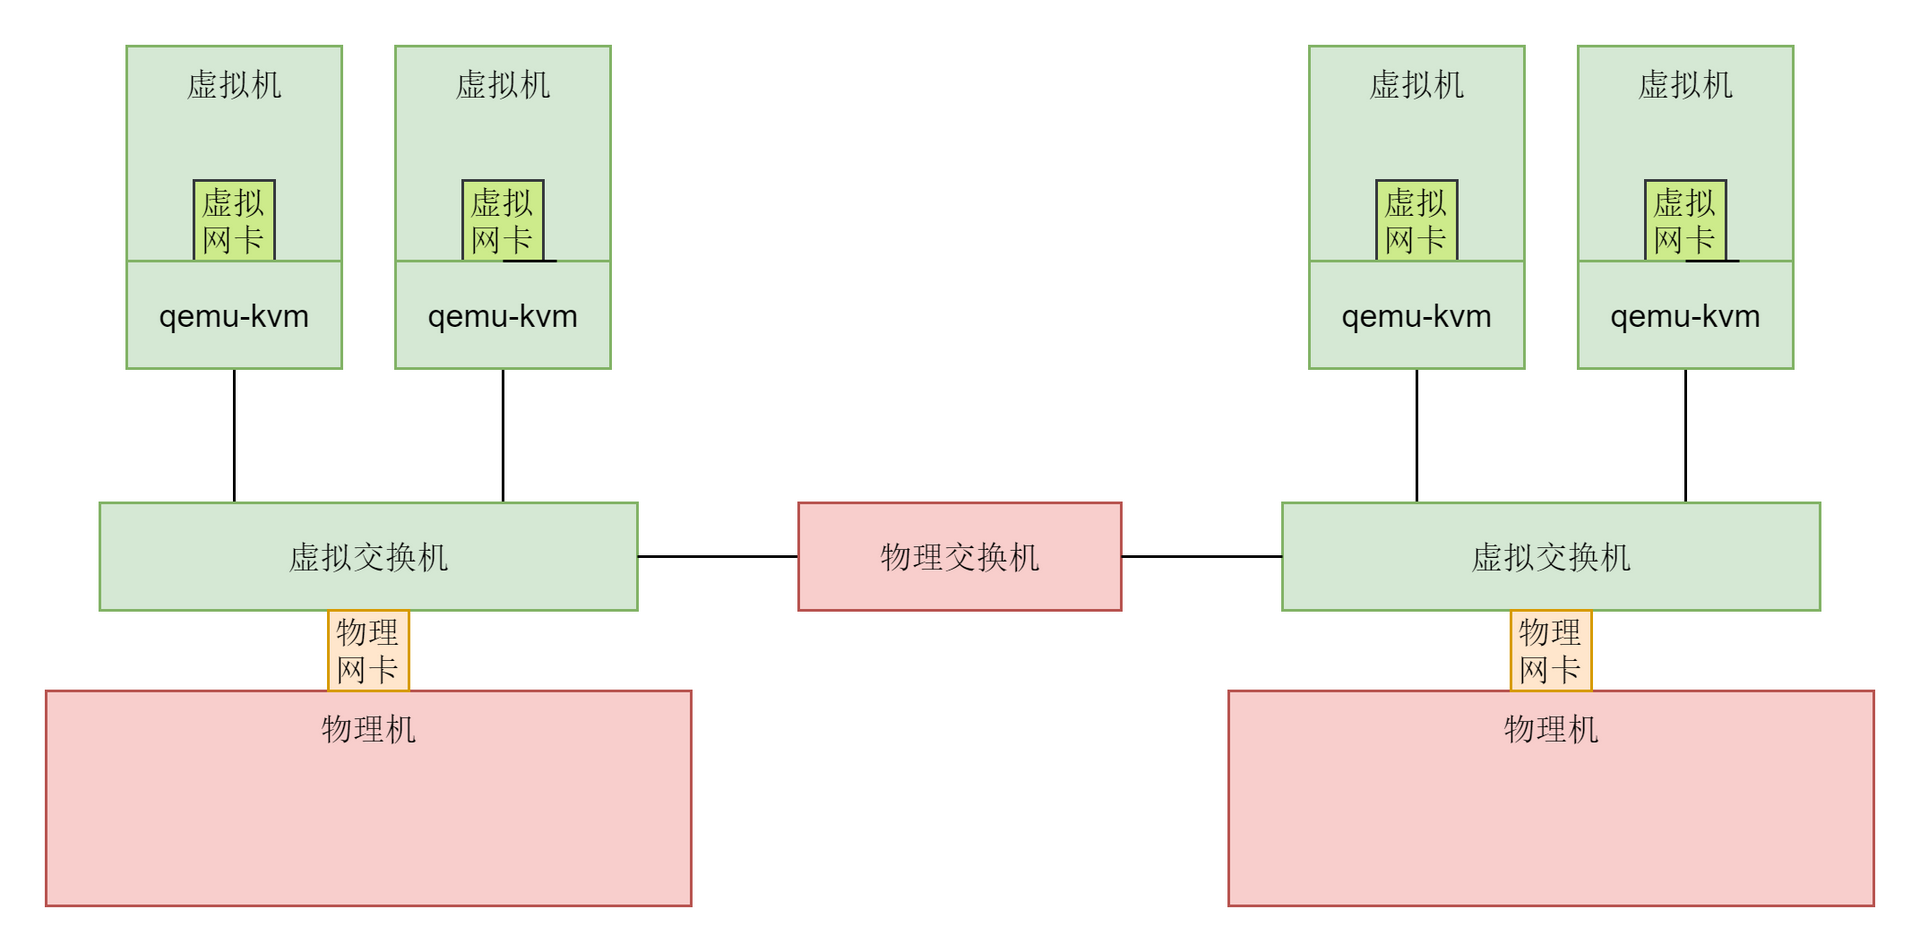 虚拟机
虚拟机
虚拟机
虚拟机
虚拟
网卡
虚拟
网卡
虚拟
网卡
虚拟
网卡
qemu-kvm
qemu-kvm
qemu-kvm
qemu-kvm
虚拟交换机
物理交换机
虚拟交换机
物理
网卡
物理
网卡
物理机
物理机